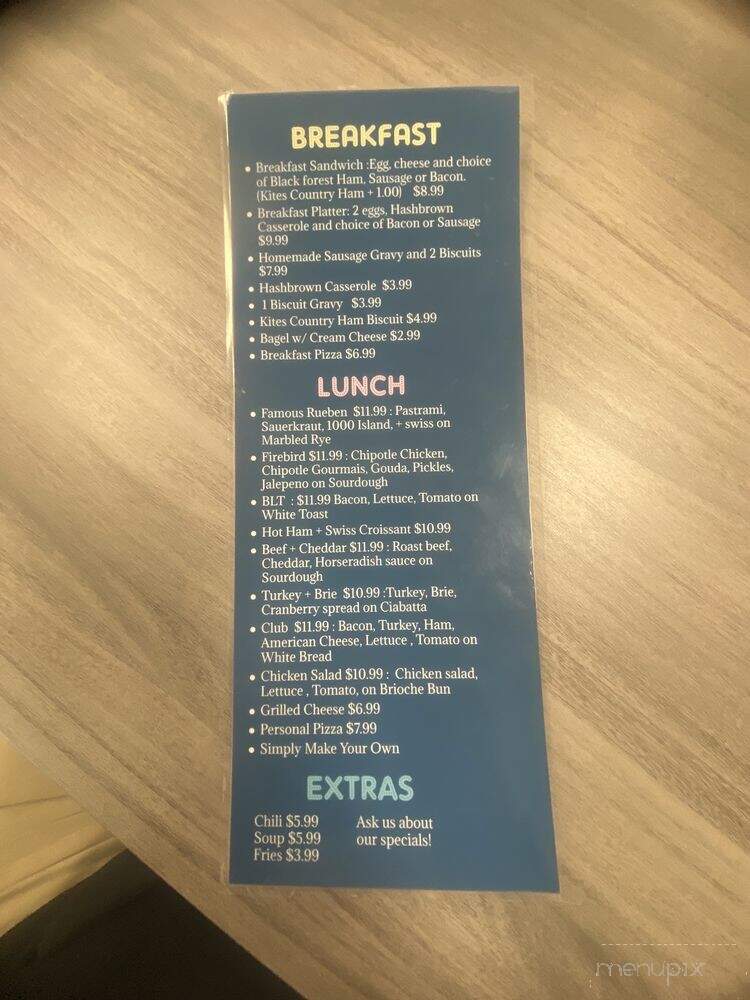 BREAKFAST
• Breakfast Sandwich :Egg, cheese and choice
of Black forest Ham, Sausage or Bacon.
(Kites Country Ham + 1.00) $8.99
• Breakfast Platter: 2 eggs, Hashbrown
Casserole and choice of Bacon or Sausage
$9.99
• Homemade Sausage Gravy and 2 Biscuits
$7.99
• Hashbrown Casserole $3.99
• 1 Biscuit Gravy $3.99
• Kites Country Ham Biscuit $4.99
• Bagel w/ Cream Cheese $2.99
• Breakfast Pizza $6.99
LUNCH
• Famous Rueben $11.99 : Pastrami,
Sauerkraut, 1000 Island, + swiss on
Marbled Rye
• Firebird $11.99 : Chipotle Chicken,
Chipotle Gourmais, Gouda, Pickles,
Jalepeno on Sourdough
• BLT : $11.99 Bacon, Lettuce, Tomato on
White Toast
• Hot Ham + Swiss Croissant $10.99
• Beef + Cheddar $11.99 : Roast beef,
Cheddar, Horseradish sauce on
Sourdough
• Turkey + Brie $10.99 :Turkey, Brie,
Cranberry spread on Ciabatta
• Club $11.99 : Bacon, Turkey, Ham,
American Cheese, Lettuce , Tomato on
White Bread
• Chicken Salad $10.99 : Chicken salad,
Lettuce , Tomato, on Brioche Bun
• Grilled Cheese $6.99
• Personal Pizza $7.99
• Simply Make Your Own
EXTRAS
Chili $5.99
Soup $5.99
Fries $3.99
Ask us about
our specials!
menupix